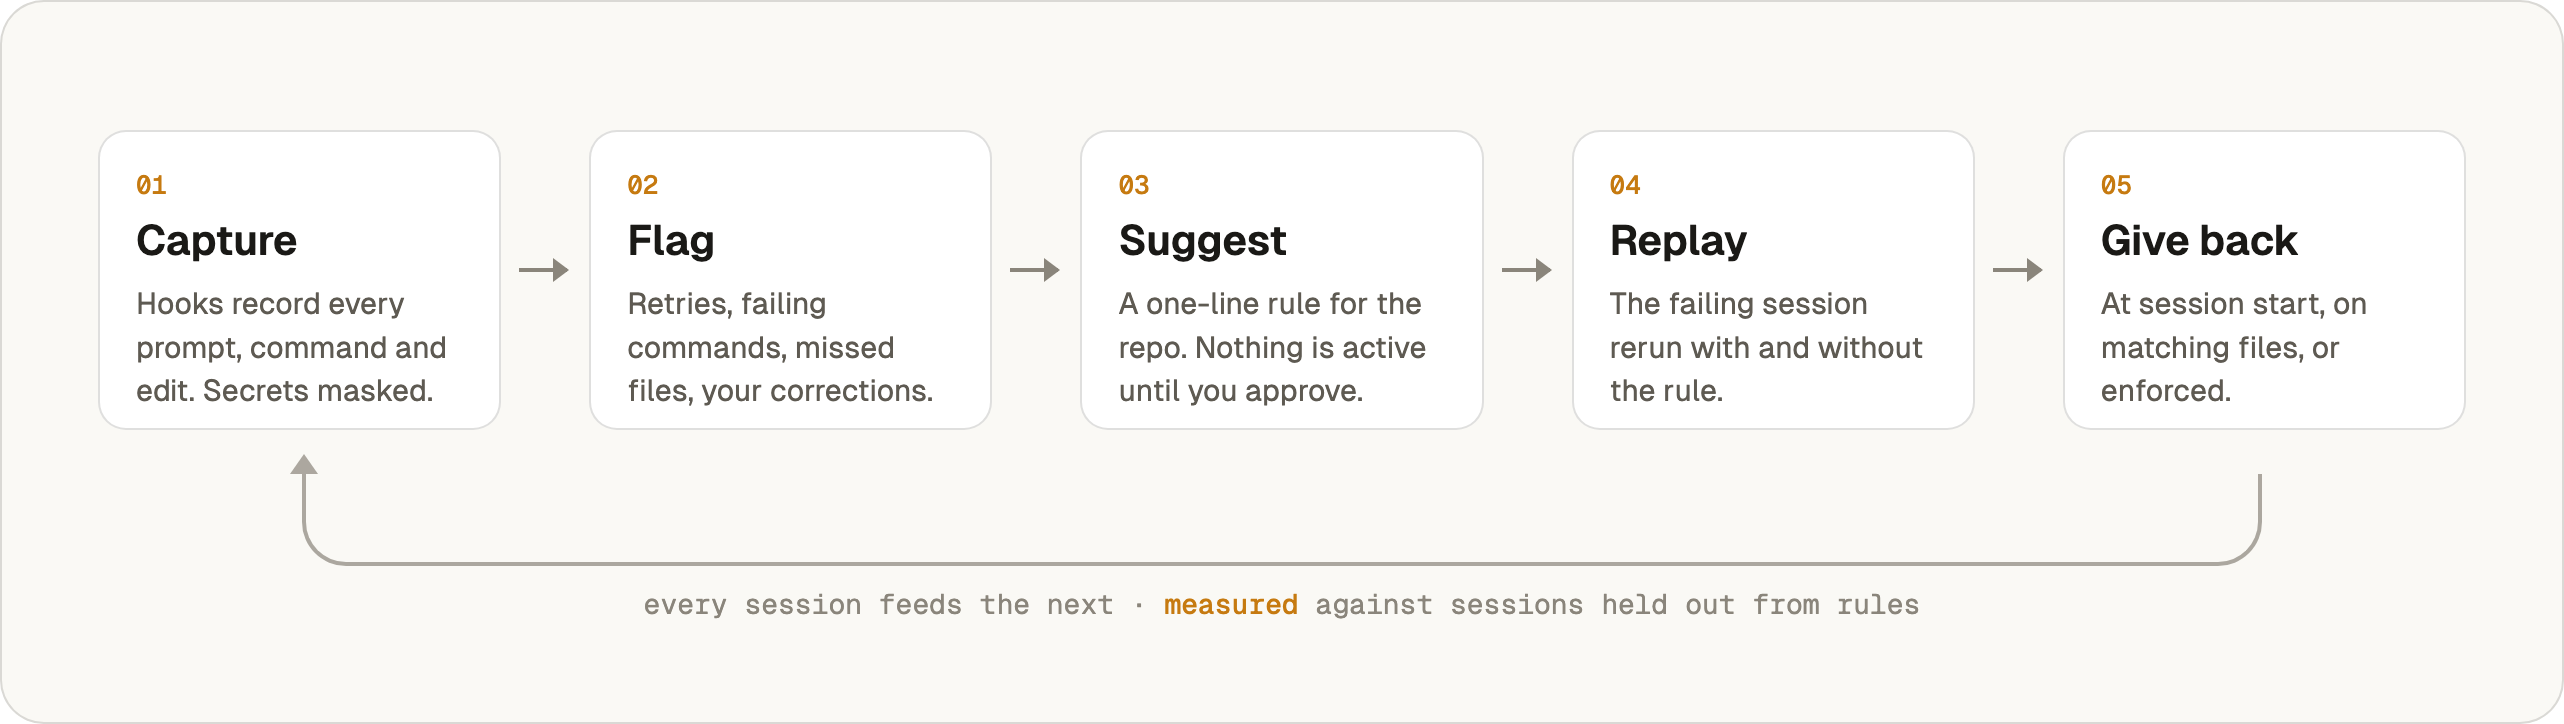 01
Capture
Hooks record every
prompt, command and
edit. Secrets masked.
02
Flag
Retries, failing
commands, missed
files, your corrections.
03
Suggest
A one-line rule for the
repo. Nothing is active
until you approve.
04
Replay
The failing session
rerun with and without
the rule.
05
Give back
At session start, on
matching files, or
enforced.
every session feeds the next · measured against sessions held out from rules